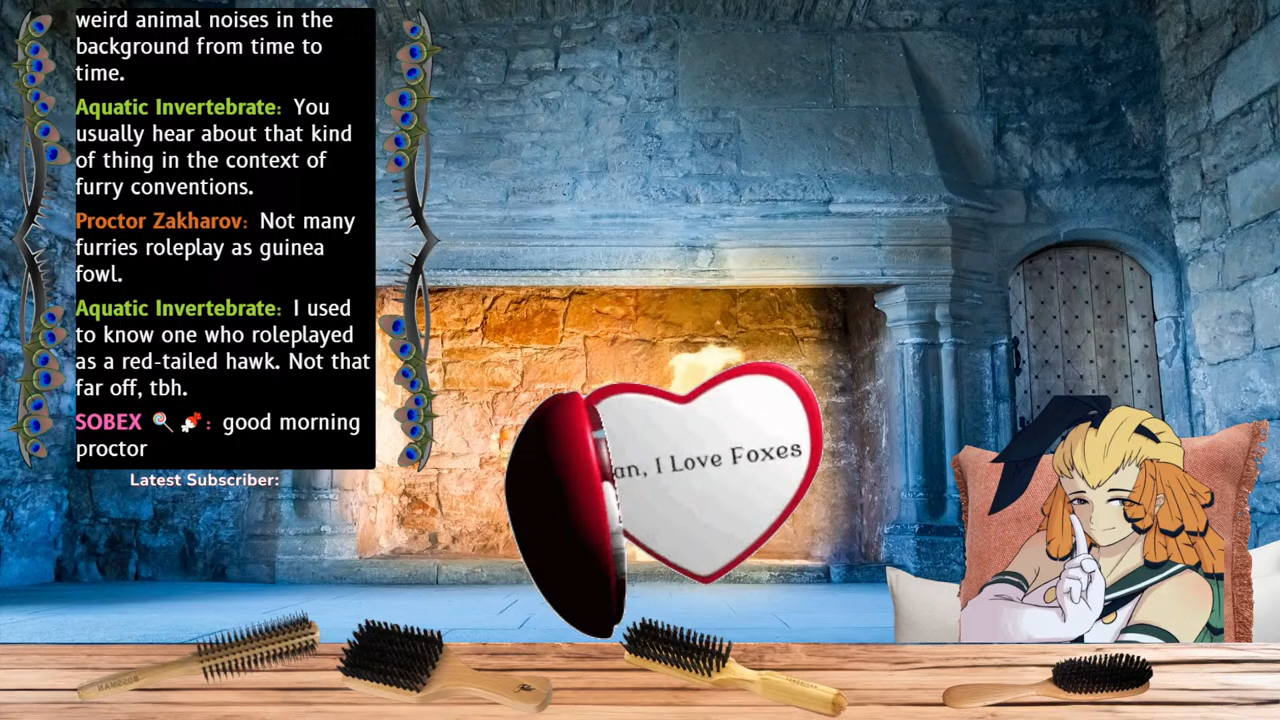 weird animal noises in the
background from time to
time.
Aquatic Invertebrate: You
usually hear about that kind
of thing in the context of
furry conventions.
Proctor Zakharov: Not many
furries roleplay as guinea
fowl.
Aquatic Invertebrate: I used
to know one who roleplayed
as a red-tailed hawk. Not that
far off, tbh.
SOBEX 🍭 : good morning
proctor
Latest Subscriber:
an, I Love Foxes